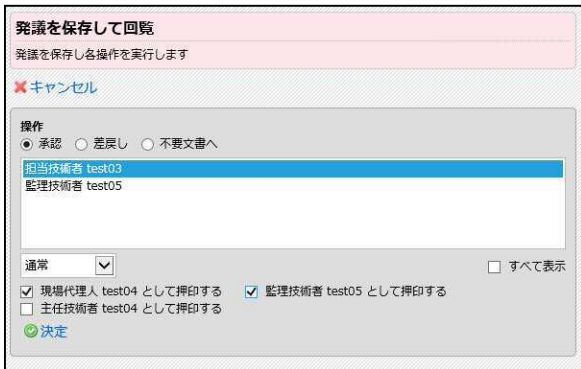 発議を保存して回覧
発議を保存し各操作を実行します
キャンセル
操作
承認 差戻し 不要文書へ
担当技術者 test03
監理技術者 test05
通常 すべて表示
現場代理人 test04 として押印する 監理技術者 test05 として押印する
主任技術者 test04 として押印する
決定